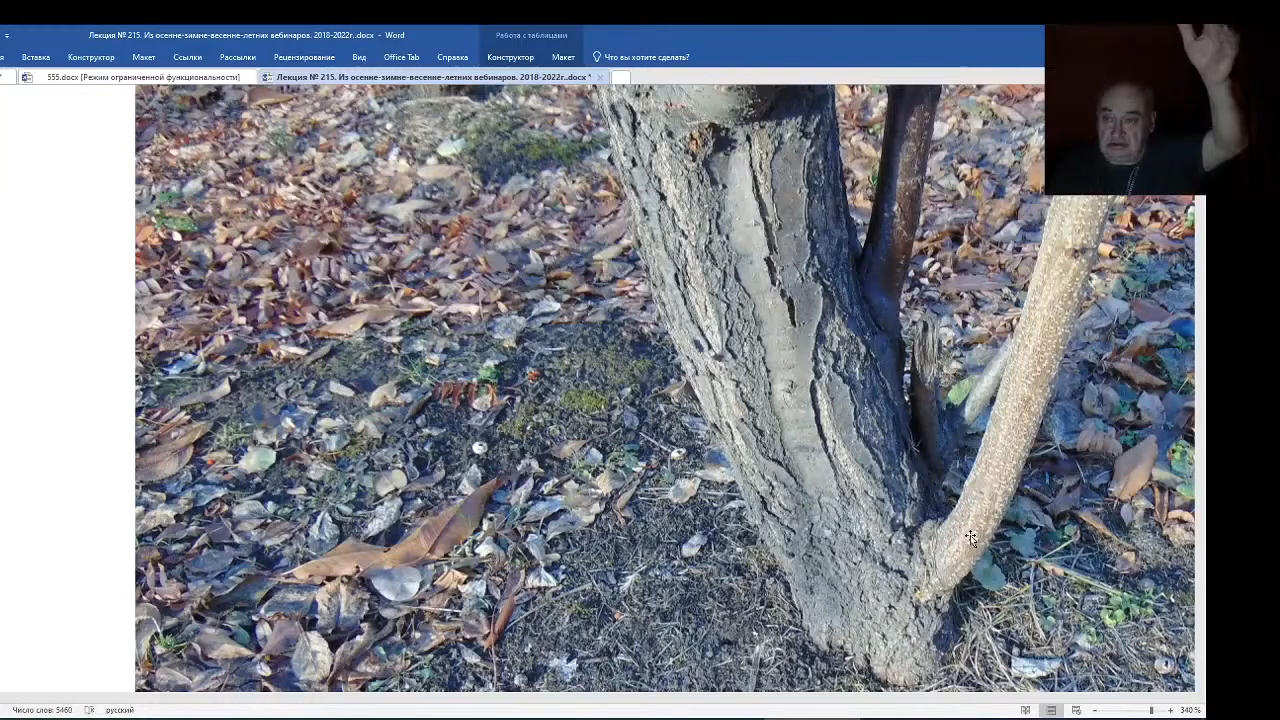 Лекция № 215. Из осенне-зимне-весенне-летних вебинаров. 2018-2022г..docx - Word
Работа с таблицами
Вставка Конструктор Макет Ссылки Рассылки Рецензирование Вид Office Tab Справка Конструктор Макет Что вы хотите сделать?
555.docx [Режим ограниченной функциональности]
Лекция № 215. Из осенне-зимне-весенне-летних вебинаров. 2018-2022г..docx *
Число слов: 5460 русский
340 %